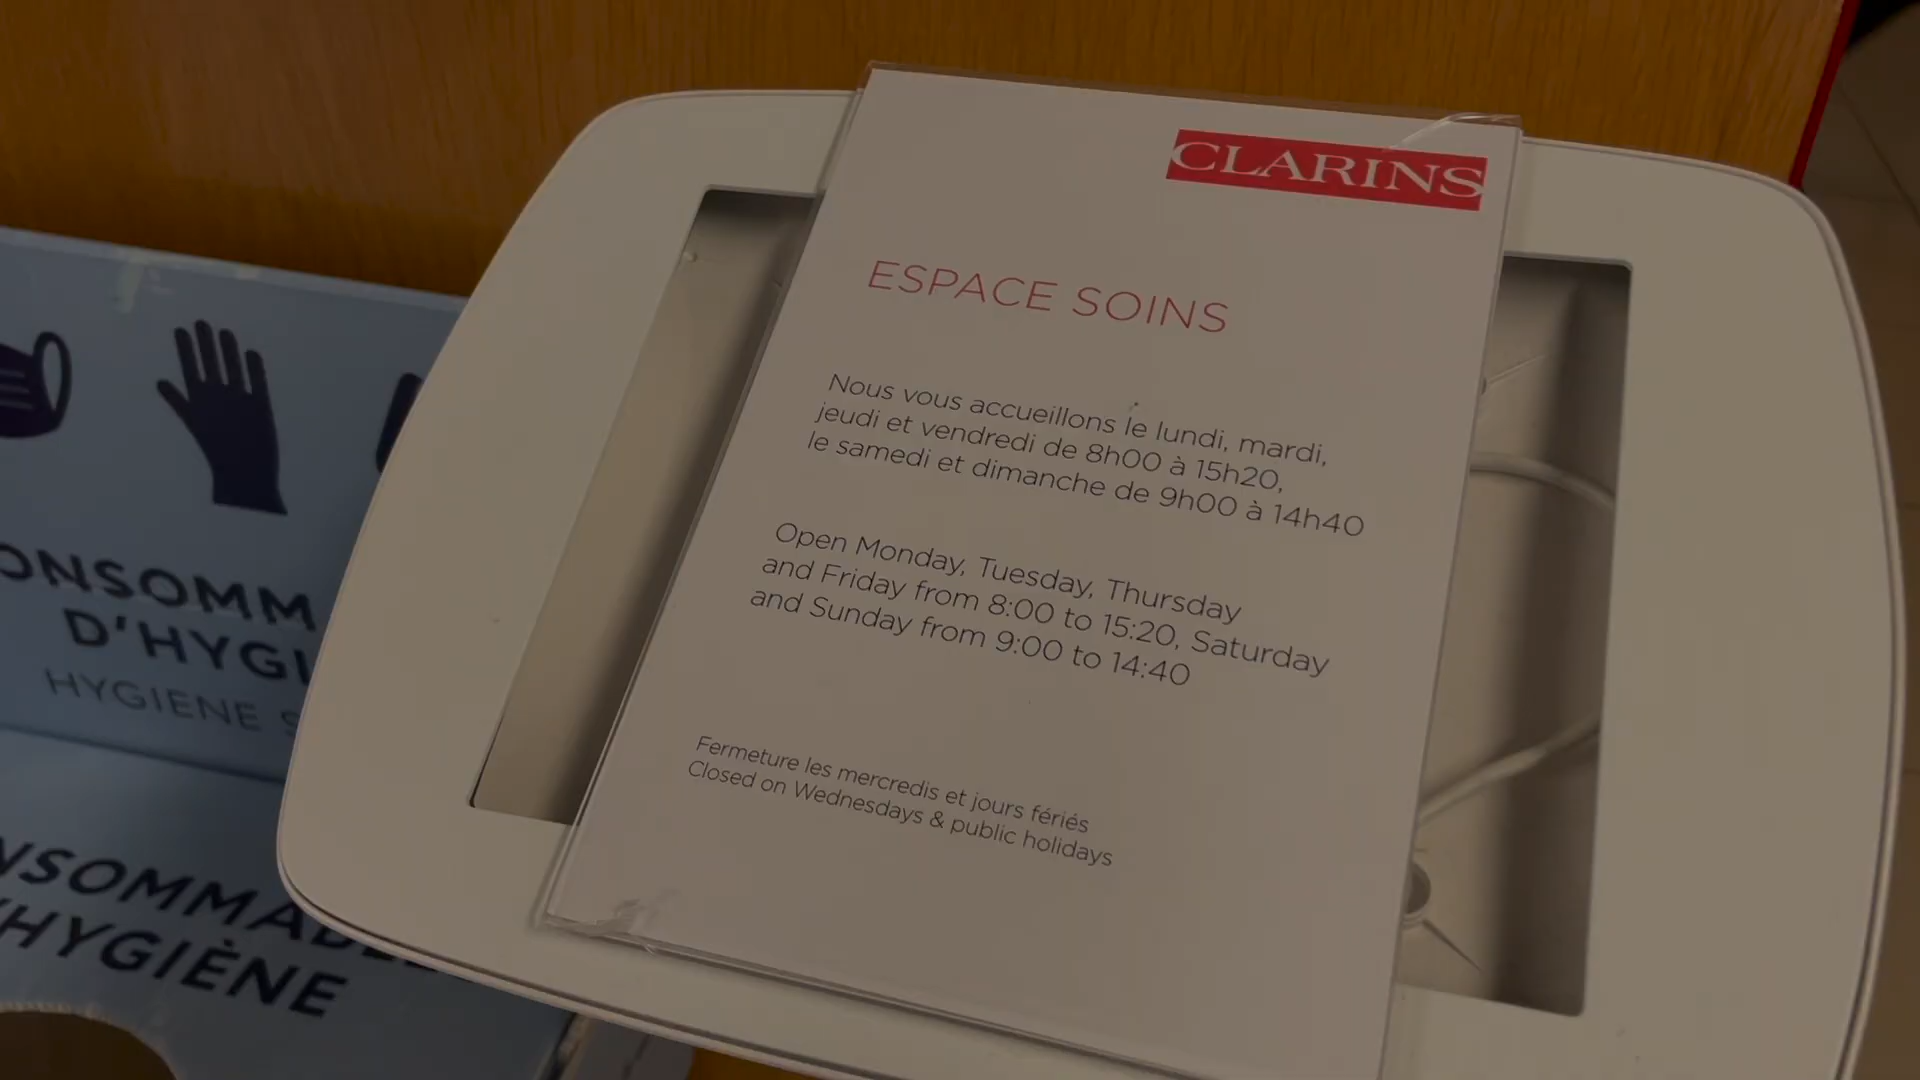 CLARINS
ESPACE SOINS
Nous vous accueillons le lundi, mardi,
jeudi et vendredi de 8h00 à 15h20,
le samedi et dimanche de 9h00 à 14h40
Open Monday, Tuesday, Thursday
and Friday from 8:00 to 15:20, Saturday
and Sunday from 9:00 to 14:40
Fermeture les mercredis et jours fériés
Closed on Wednesdays & public holidays
ONSOMM
D'HYGI
HYGIENE
NSOMMA
'HYGIÈNE